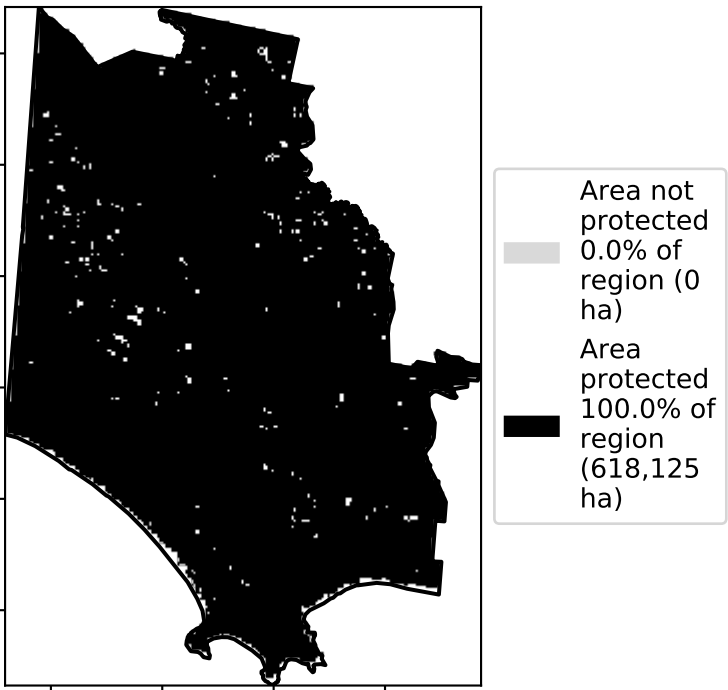 Area not
protected
0.0% of
region (0
ha)
Area
protected
100.0% of
region
(618,125
ha)